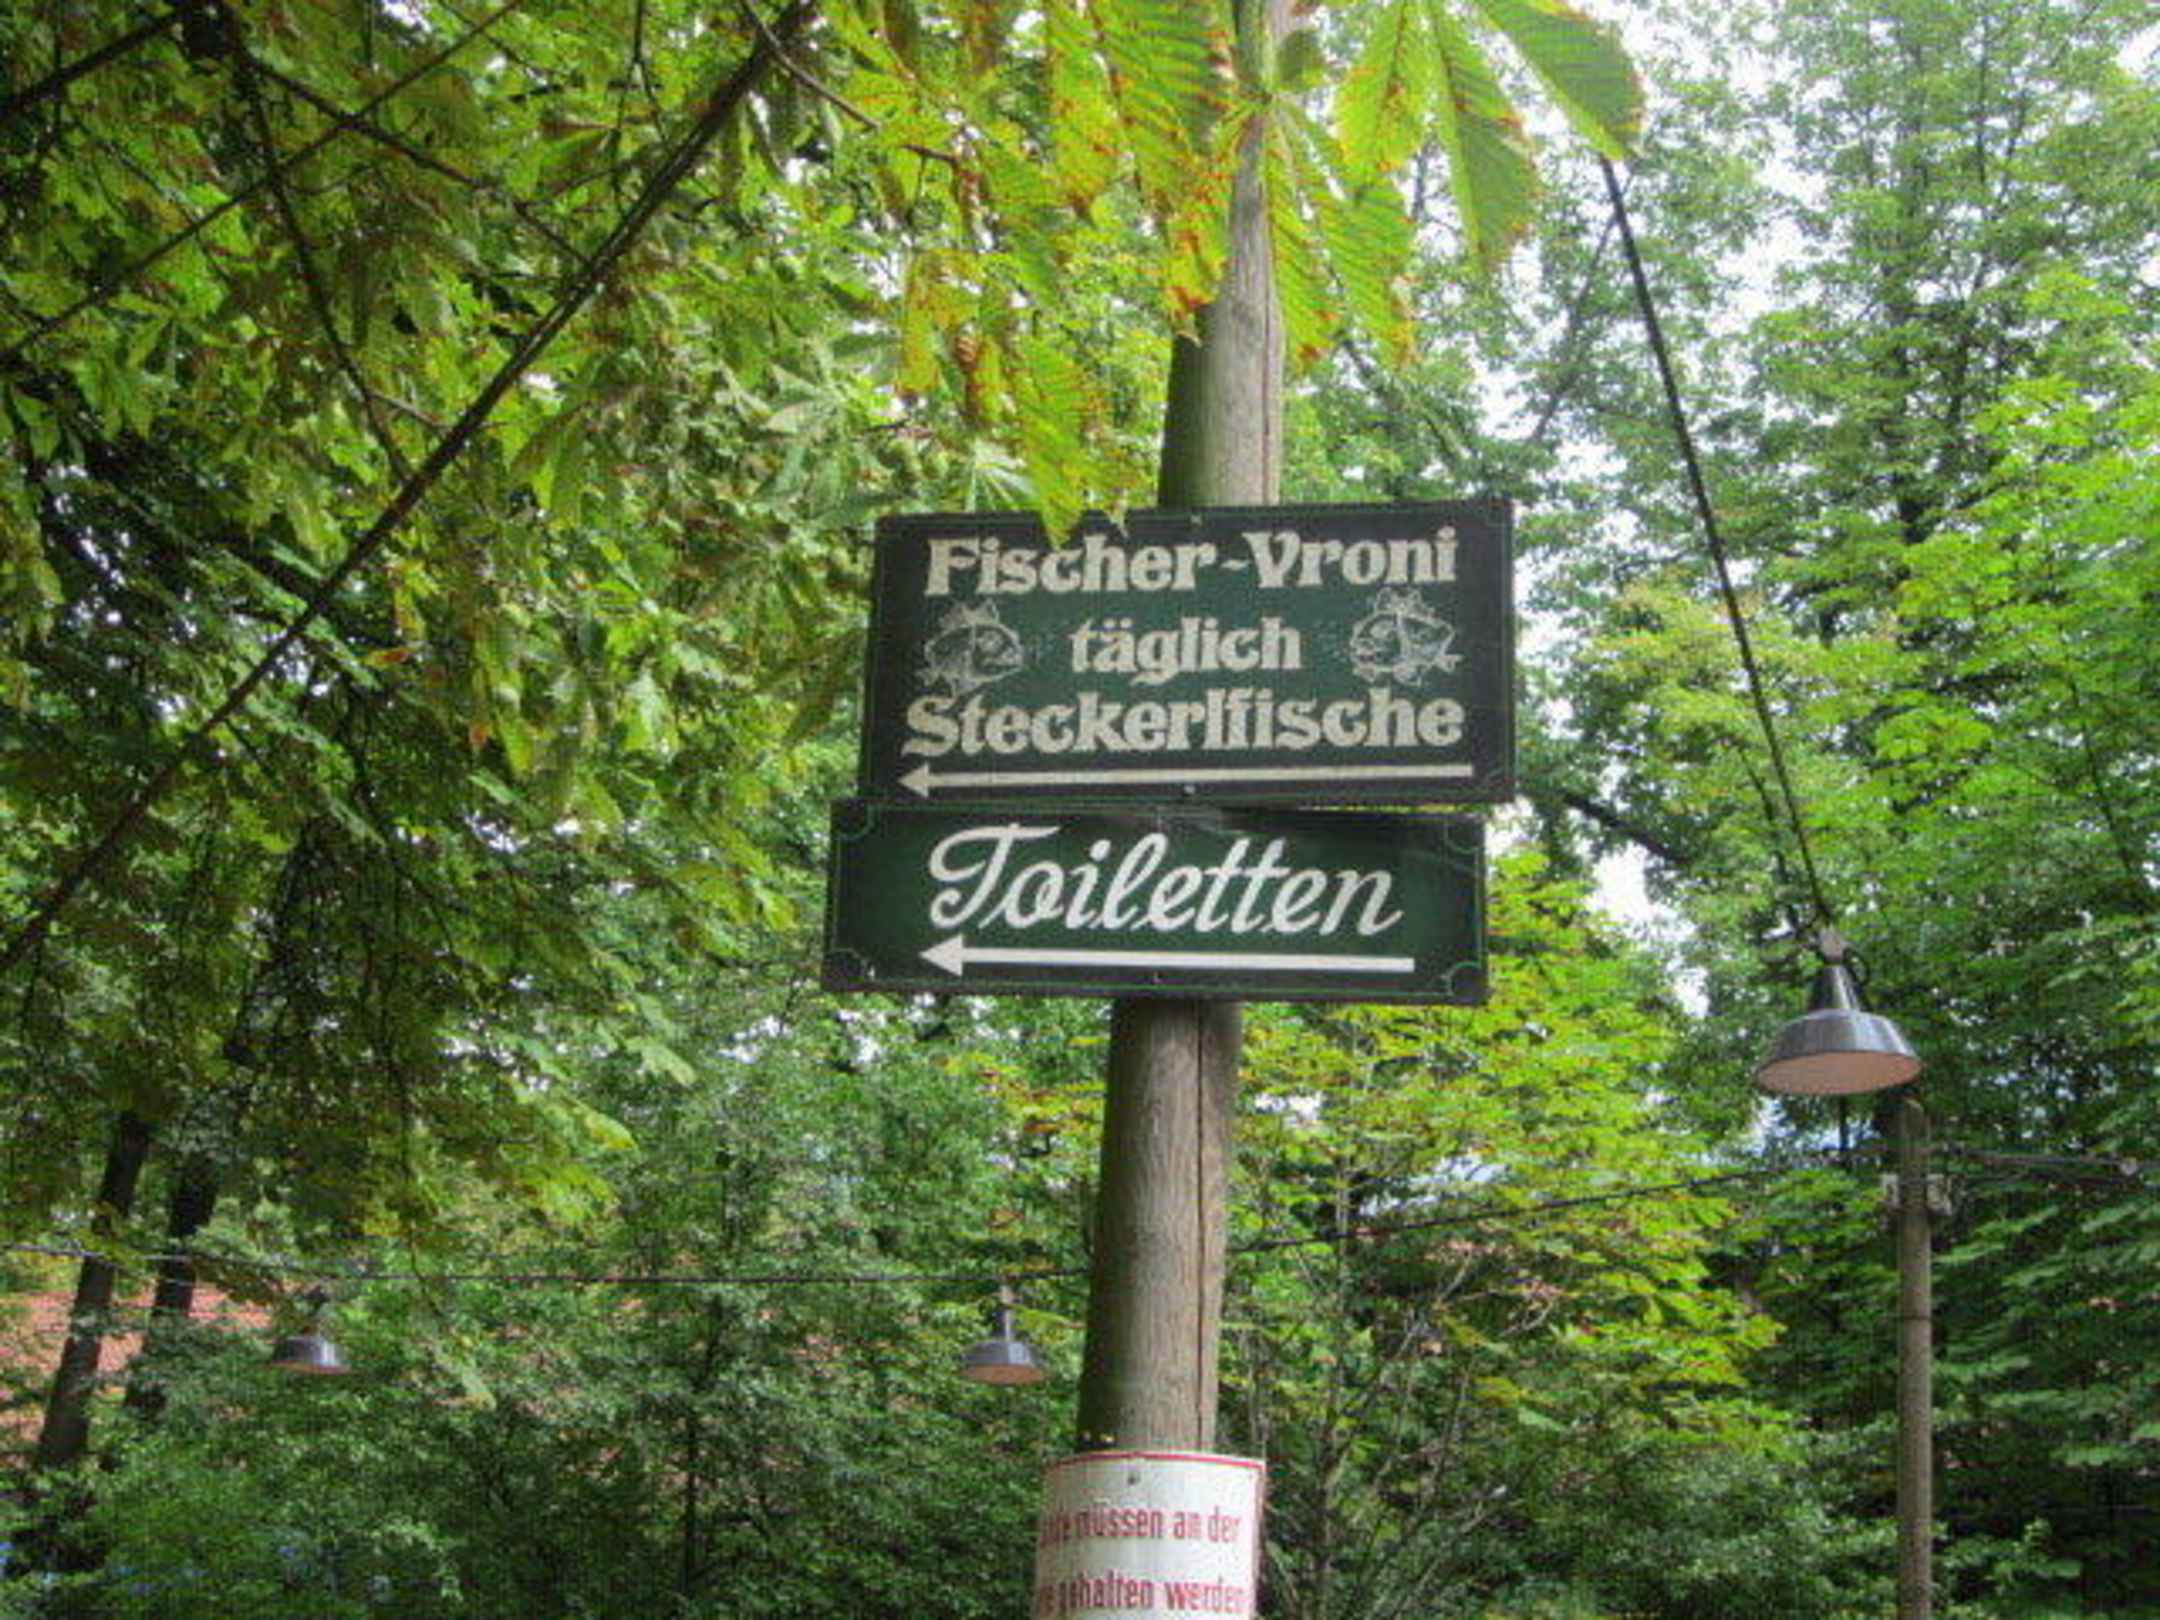 Fischer-Vroni
täglich
Steckerlfische
Toiletten
müssen an der
gehalten werden